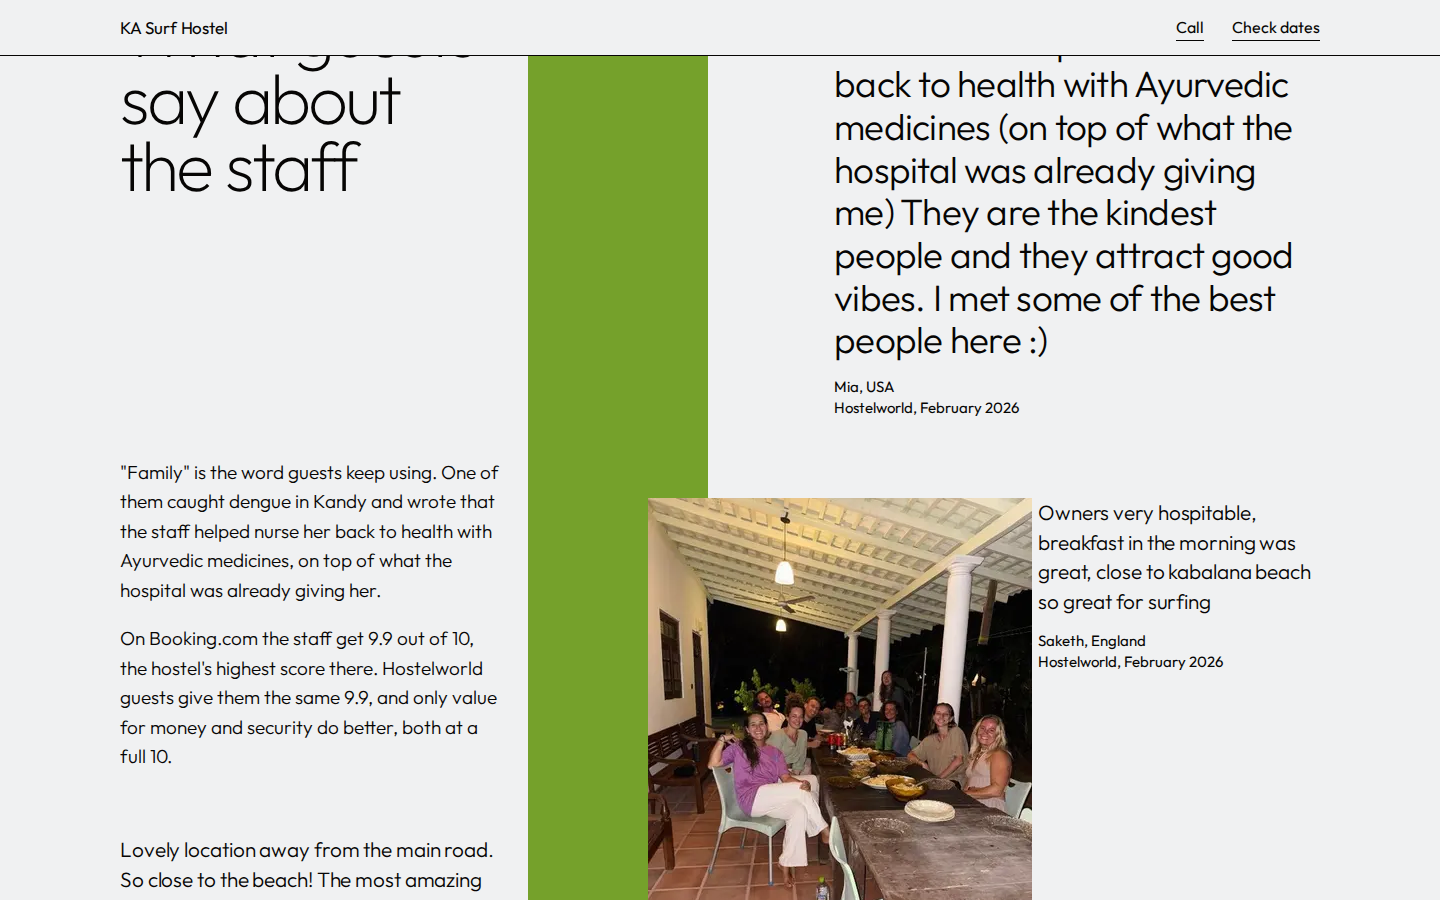 KA Surf Hostel
Call
Check dates
say about
the staff
back to health with Ayurvedic
medicines (on top of what the
hospital was already giving
me) They are the kindest
people and they attract good
vibes. I met some of the best
people here :)
Mia, USA
Hostelworld, February 2026
"Family" is the word guests keep using. One of
them caught dengue in Kandy and wrote that
the staff helped nurse her back to health with
Ayurvedic medicines, on top of what the
hospital was already giving her.
On Booking.com the staff get 9.9 out of 10,
the hostel's highest score there. Hostelworld
guests give them the same 9.9, and only value
for money and security do better, both at a
full 10.
Owners very hospitable,
breakfast in the morning was
great, close to kabalana beach
so great for surfing
Saketh, England
Hostelworld, February 2026
Lovely location away from the main road.
So close to the beach! The most amazing